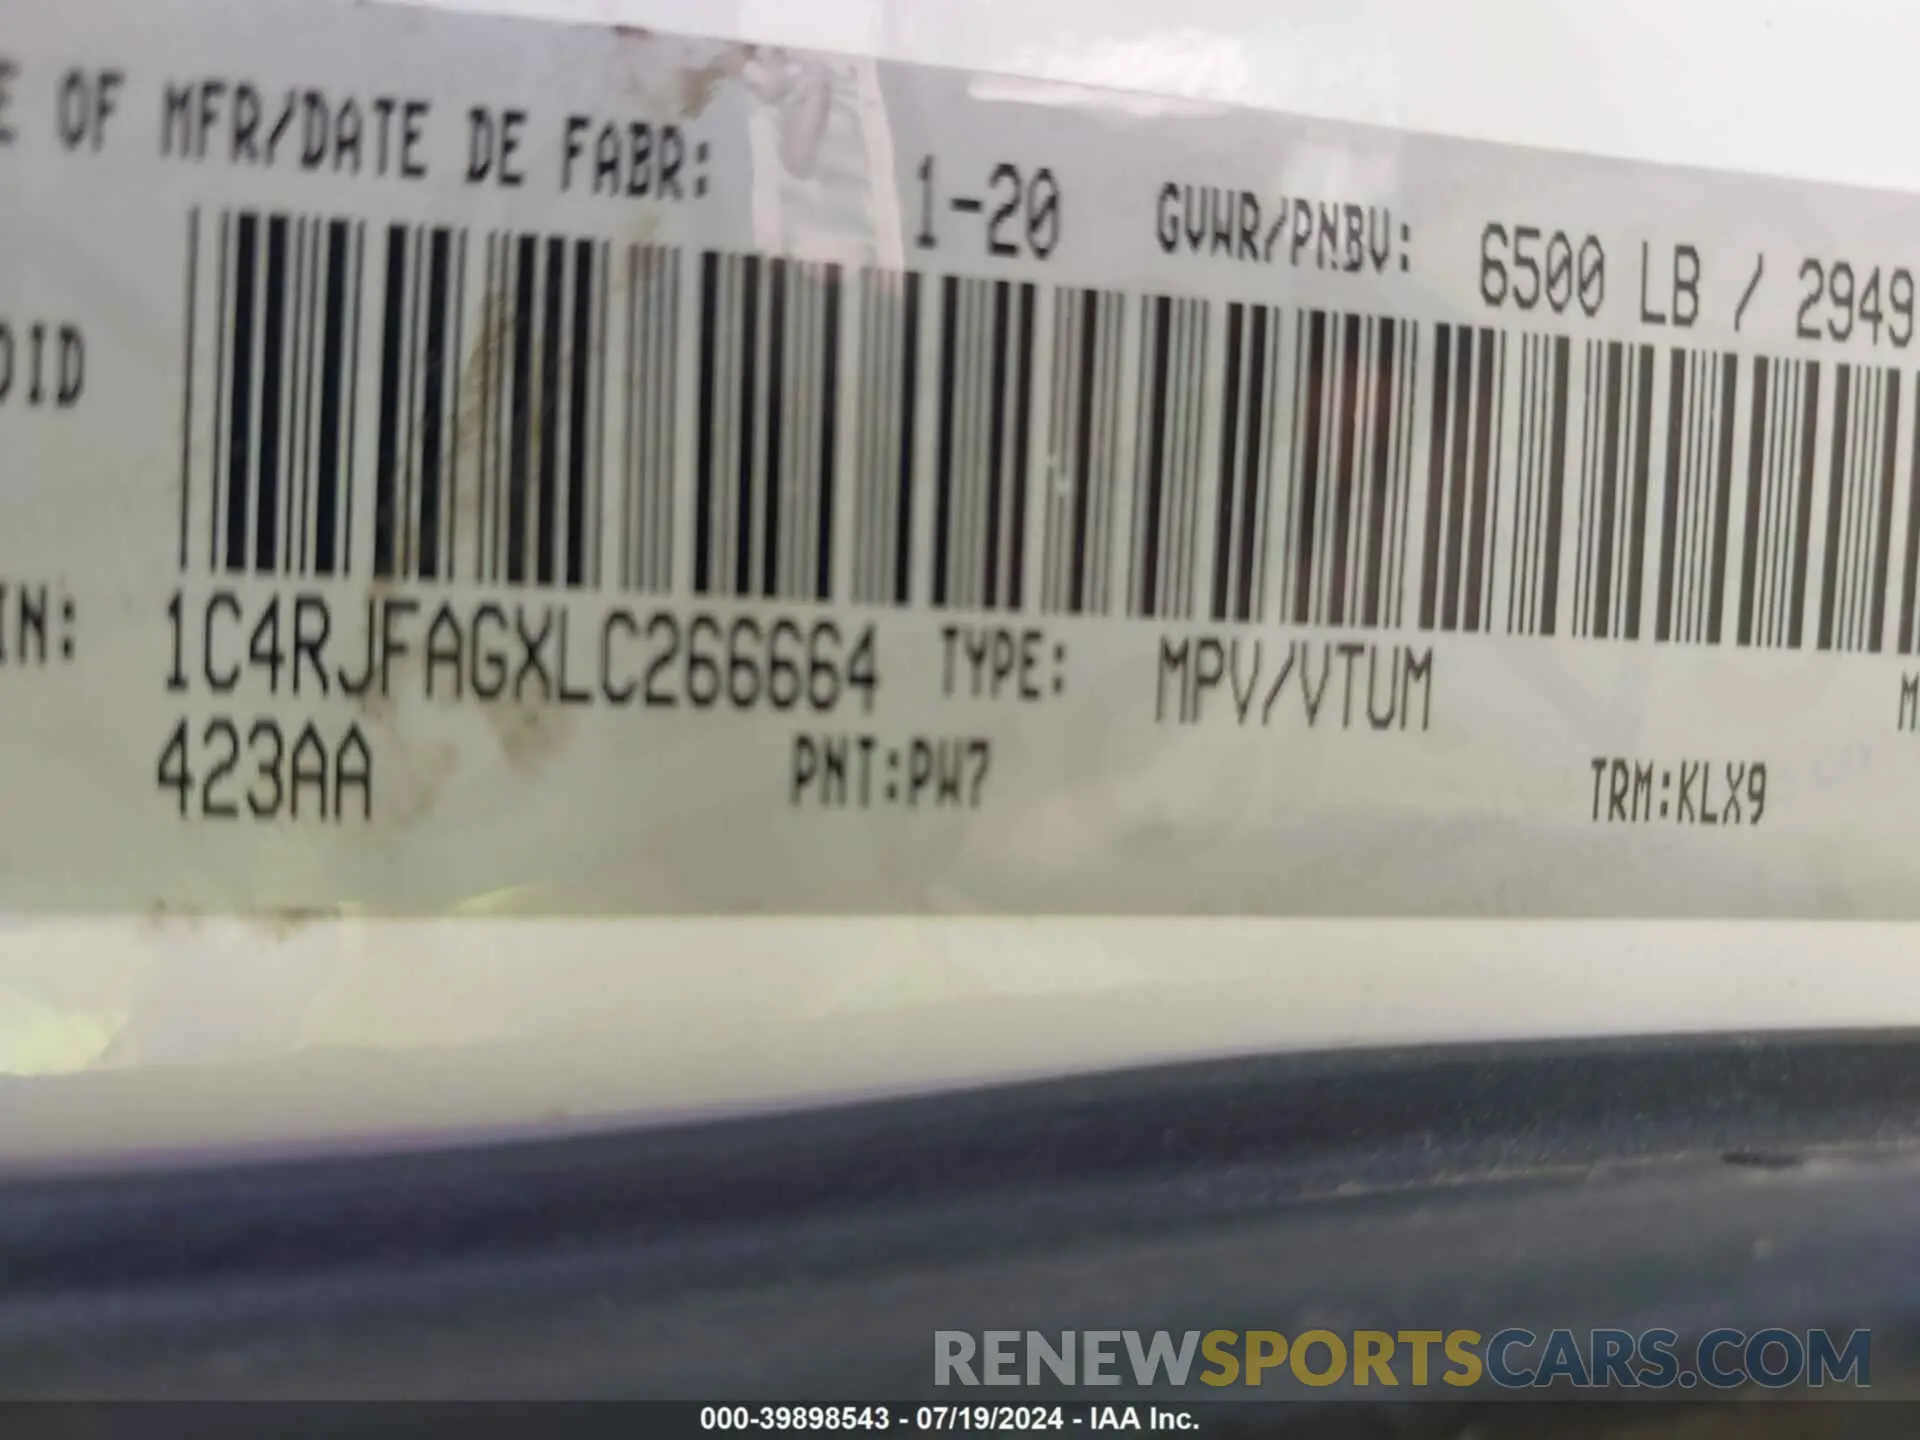 E OF MFR/DATE DE FABR: 1-20 GVWR/PNBV: 6500 LB / 2949
OID
IN: 1C4RJFAGXLC266664 TYPE: MPV/VTUM M
423AA PNT:PW7 TRM:KLX9
RENEWSPORTSCARS.COM
000-39898543 - 07/19/2024 - IAA Inc.